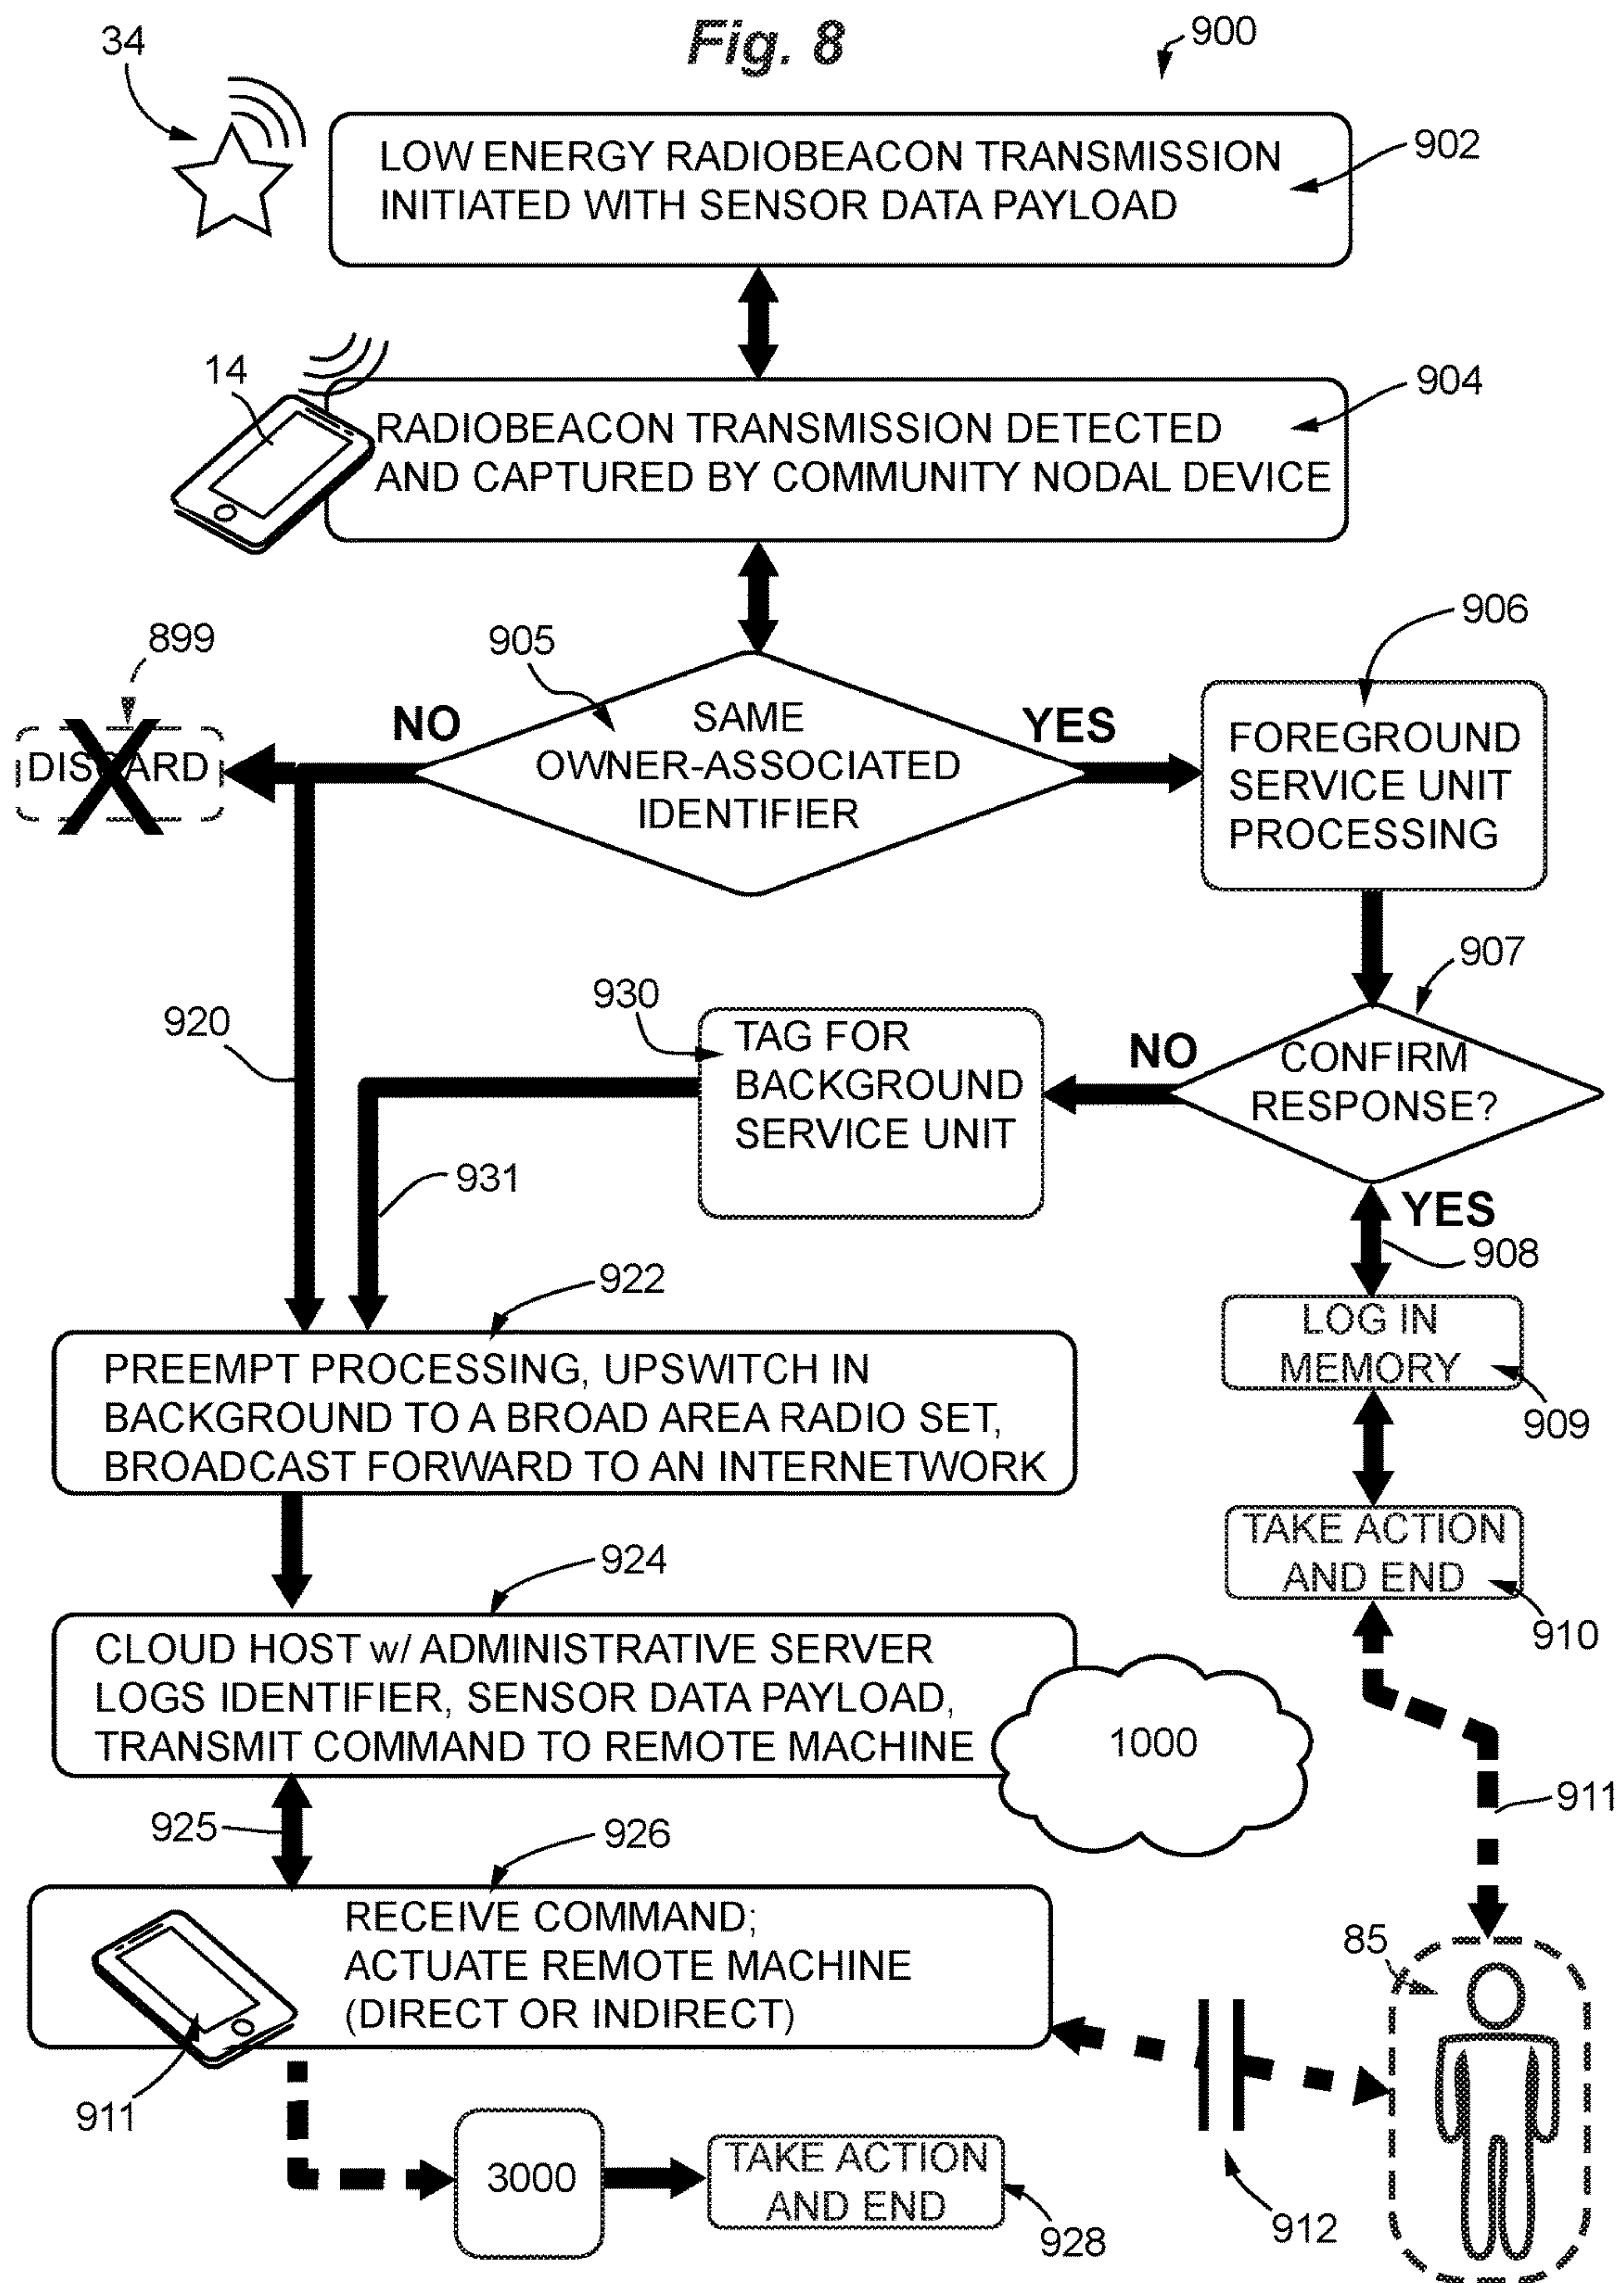 Fig. 8
900
34
LOW ENERGY RADIOBEACON TRANSMISSION
INITIATED WITH SENSOR DATA PAYLOAD
902
14
RADIOBEACON TRANSMISSION DETECTED
AND CAPTURED BY COMMUNITY NODAL DEVICE
904
899
DISCARD
X
NO
905
SAME
OWNER-ASSOCIATED
IDENTIFIER
YES
906
FOREGROUND
SERVICE UNIT
PROCESSING
907
CONFIRM
RESPONSE?
NO
930
TAG FOR
BACKGROUND
SERVICE UNIT
920
931
YES
908
LOG IN
MEMORY
909
TAKE ACTION
AND END
910
922
PREEMPT PROCESSING, UPSWITCH IN
BACKGROUND TO A BROAD AREA RADIO SET,
BROADCAST FORWARD TO AN INTERNETWORK
924
CLOUD HOST w/ ADMINISTRATIVE SERVER
LOGS IDENTIFIER, SENSOR DATA PAYLOAD,
TRANSMIT COMMAND TO REMOTE MACHINE
1000
911
925
926
RECEIVE COMMAND;
ACTUATE REMOTE MACHINE
(DIRECT OR INDIRECT)
85
911
3000
TAKE ACTION
AND END
928
912